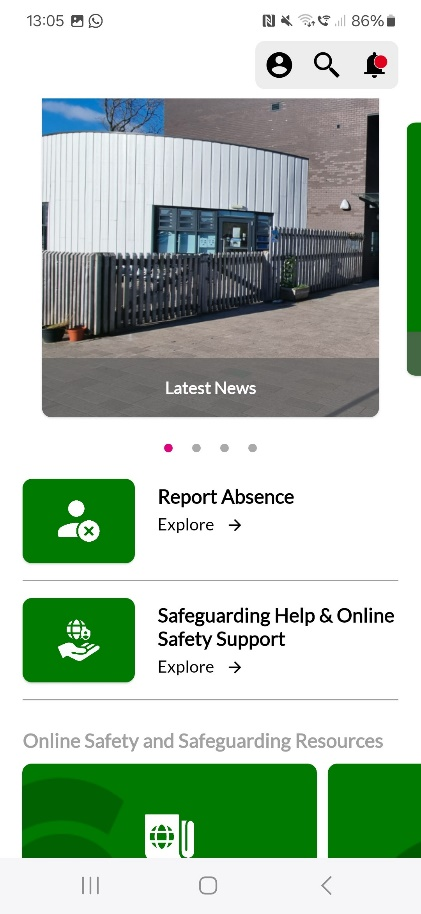 13:05
86%
Latest News
Report Absence
Explore
Safeguarding Help & Online
Safety Support
Explore
Online Safety and Safeguarding Resources